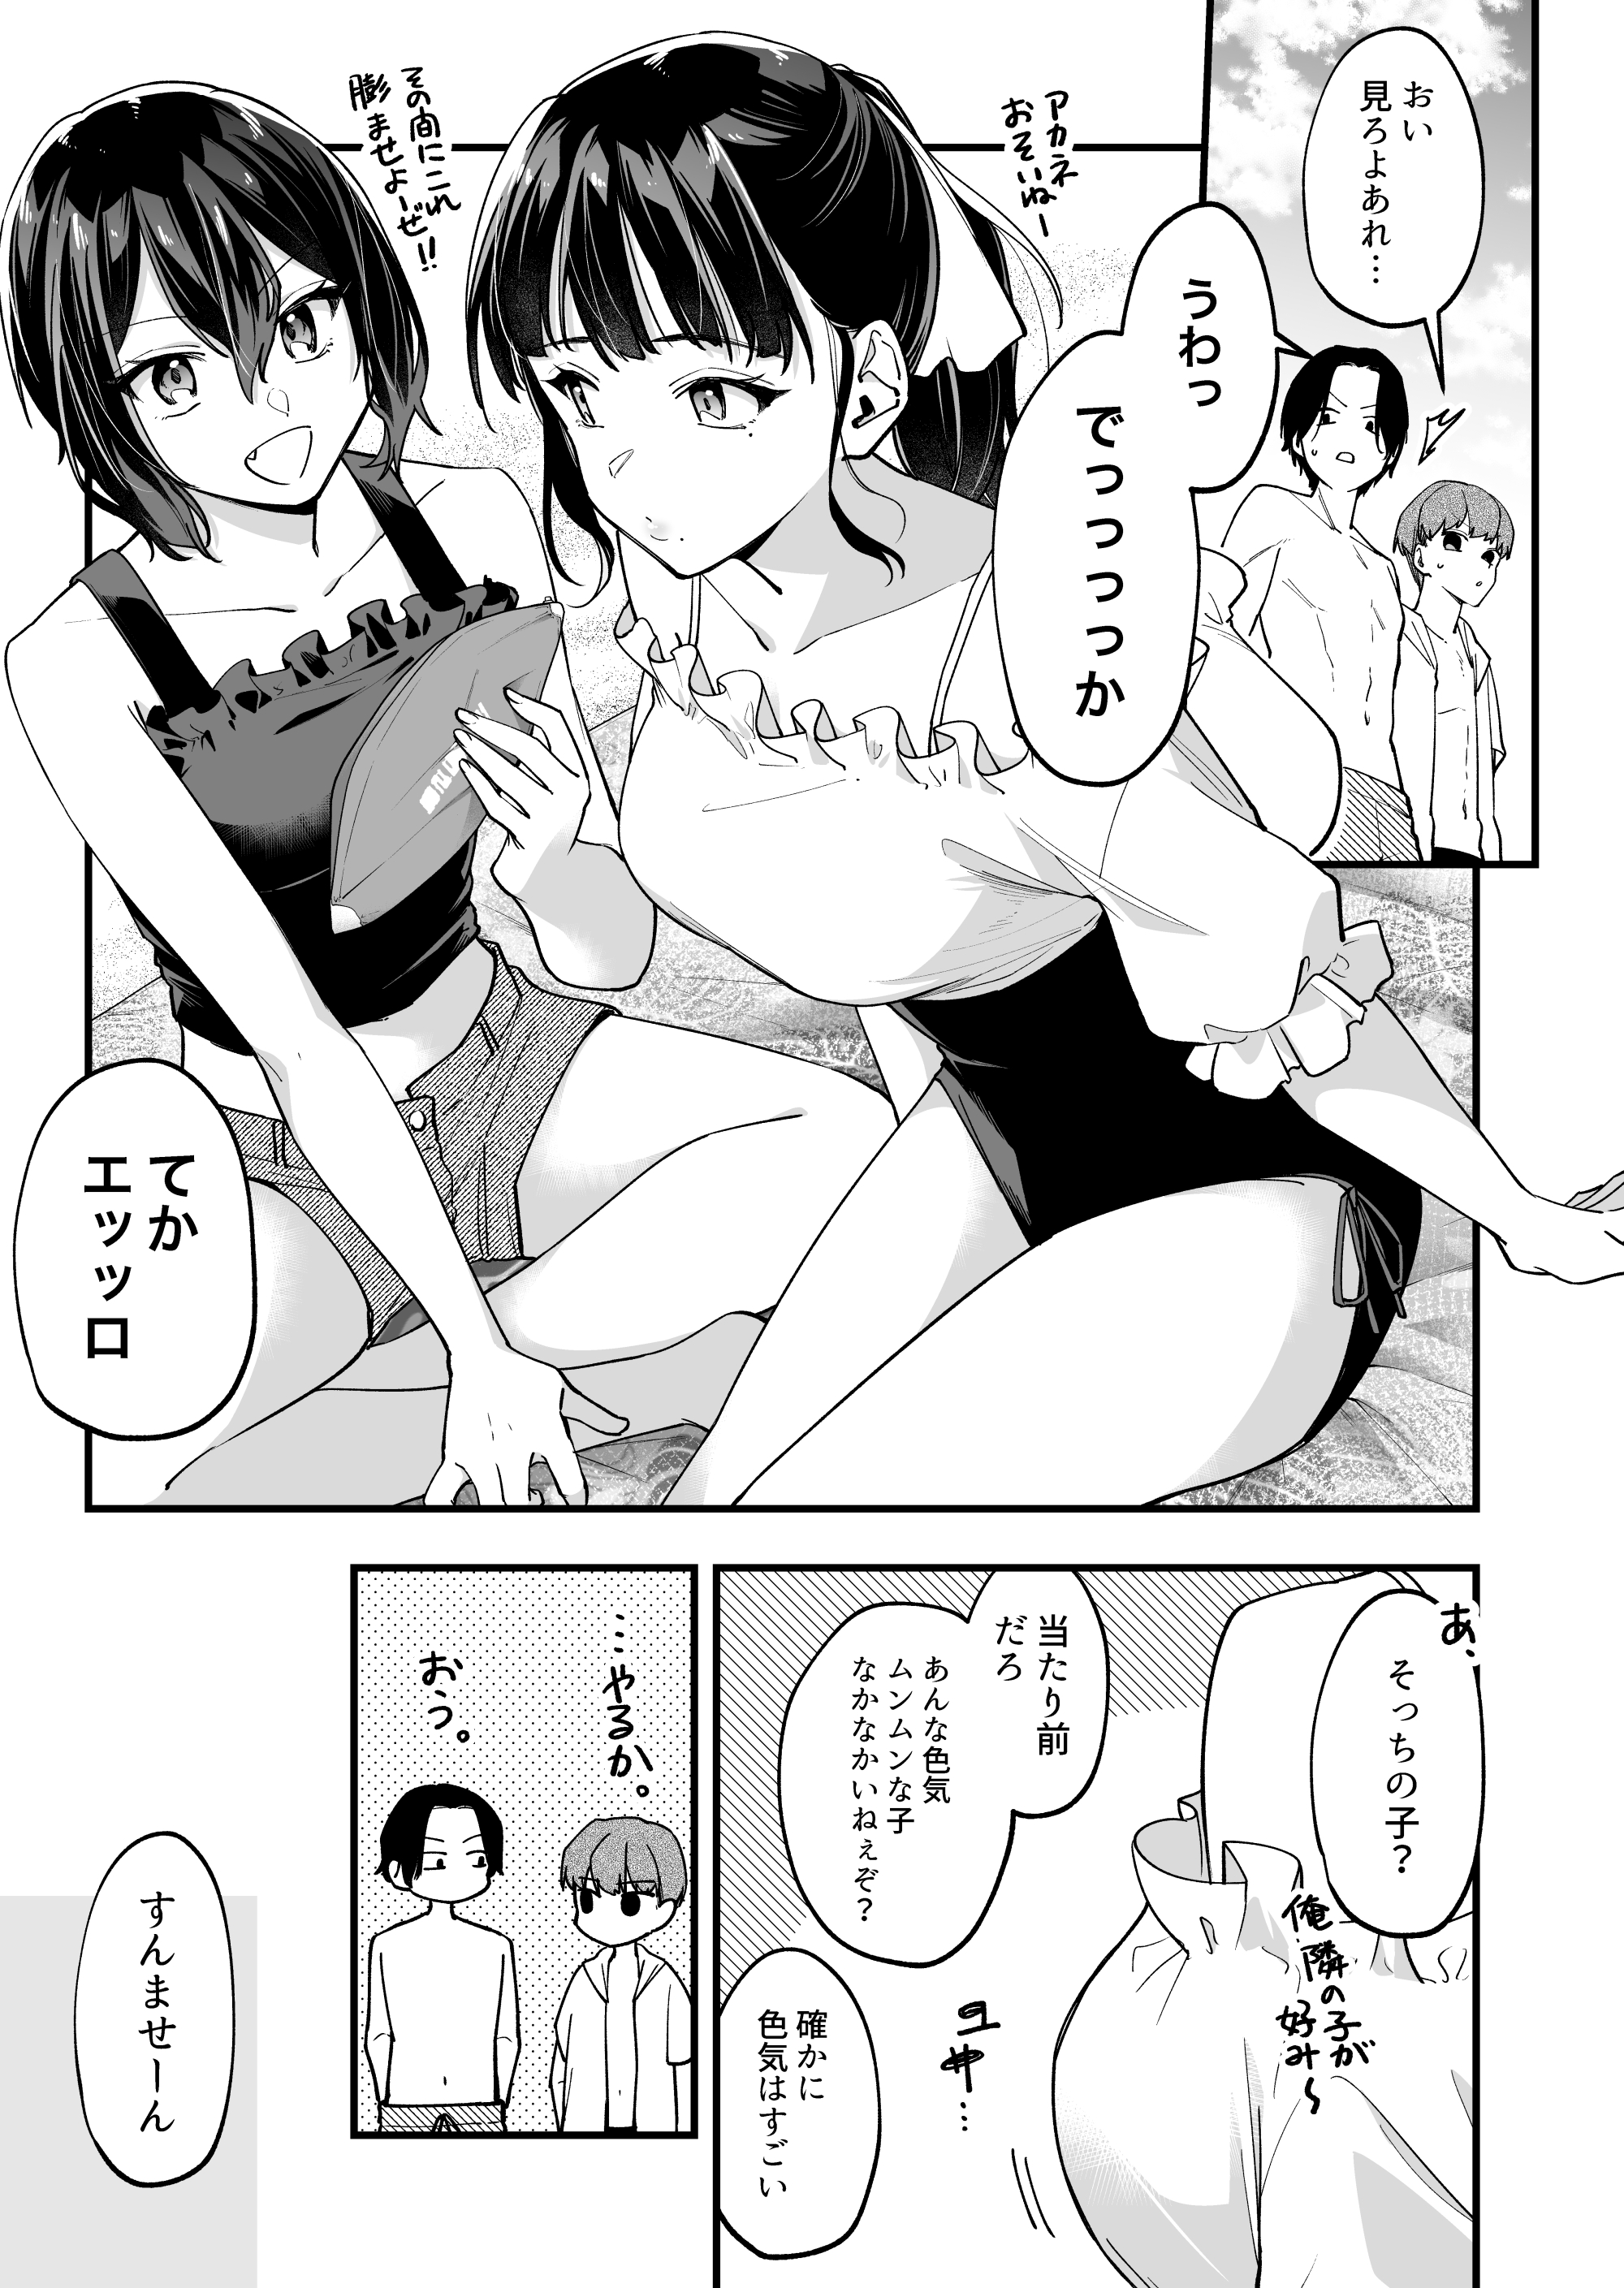 おい
見ろよあれ…
うわっ
でっっっっか
アカネ
おそいねー
その間にこれ
膨ませよーぜ!!
てか
エッッロ
あ、
そっちの子？
俺隣の子が
好み〜
当たり前
だろ
あんな色気
ムンムンな子
なかなかいねぇぞ？
確かに
色気はすごい
…やるか。
おう。
すんませーん